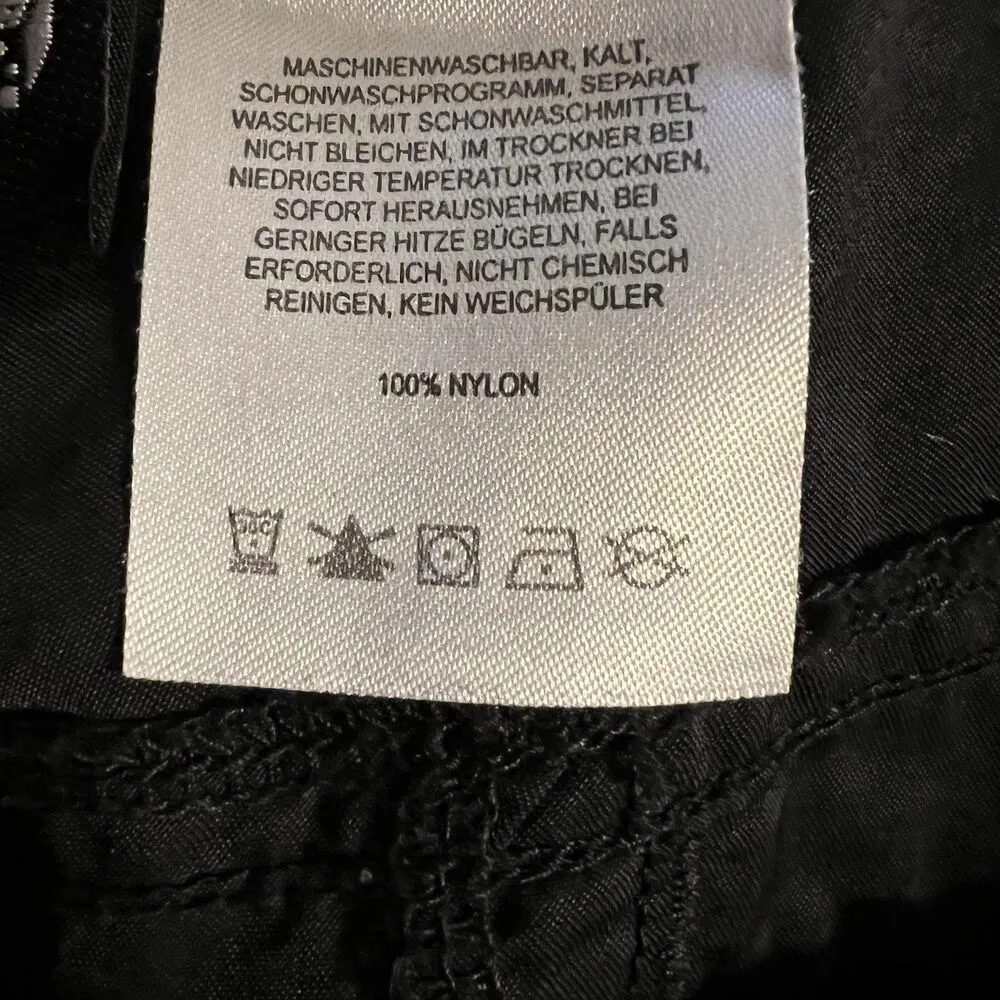 MASCHINENWASCHBAR, KALT,
SCHONWASCHPROGRAMM, SEPARAT
WASCHEN, MIT SCHONWASCHMITTEL,
NICHT BLEICHEN, IM TROCKNER BEI
NIEDRIGER TEMPERATUR TROCKNEN,
SOFORT HERAUSNEHMEN, BEI
GERINGER HITZE BÜGELN, FALLS
ERFORDERLICH, NICHT CHEMISCH
REINIGEN, KEIN WEICHSPÜLER
100% NYLON